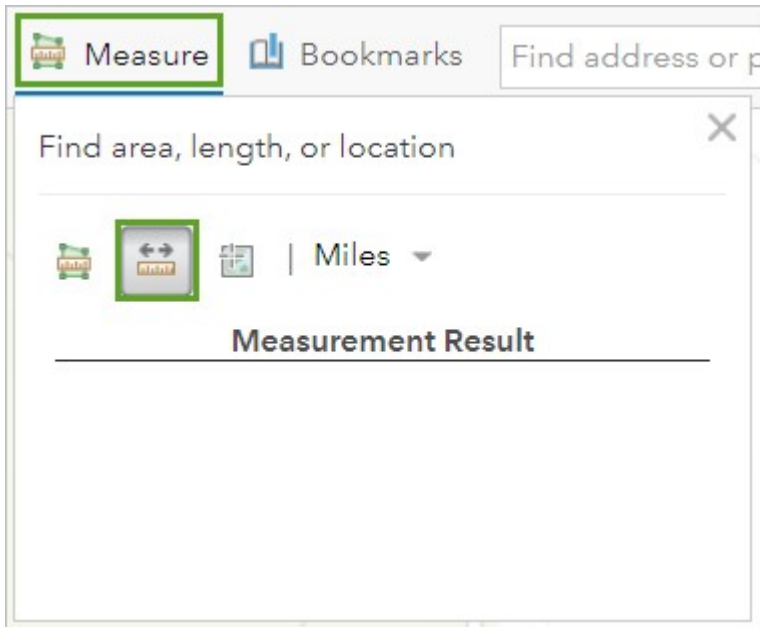 Measure Bookmarks Find address or p
Find area, length, or location
| Miles
Measurement Result